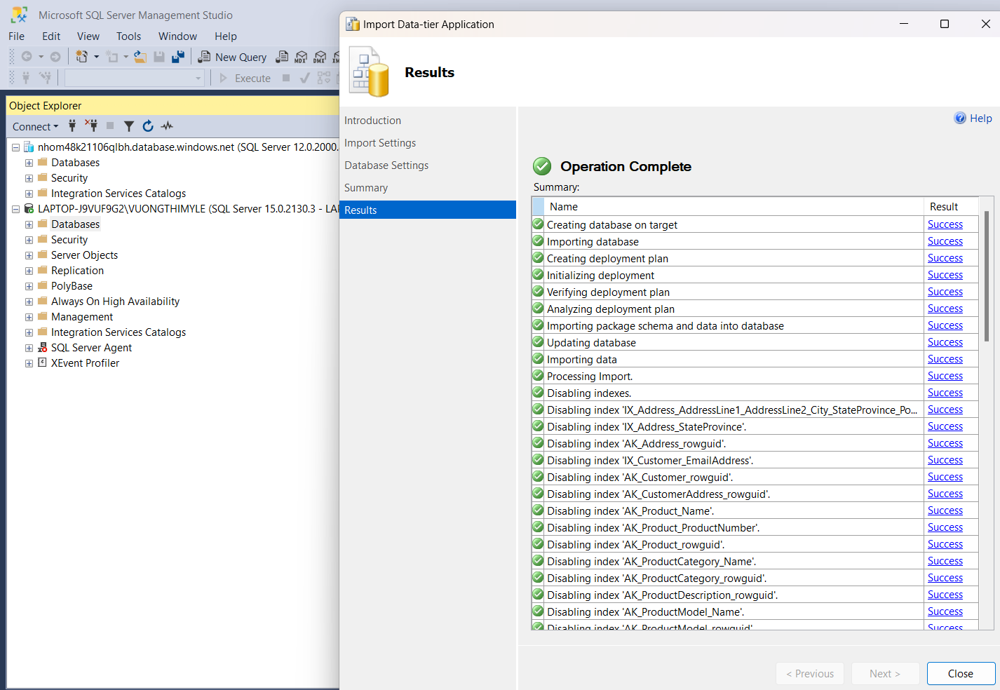 Microsoft SQL Server Management Studio
File Edit View Tools Window Help
New Query MDX DMX
Execute
Object Explorer
Connect
nhom48k21106qlbh.database.windows.net (SQL Server 12.0.2000.
Databases
Security
Integration Services Catalogs
LAPTOP-J9VUF9G2\VUONGTHIMYLE (SQL Server 15.0.2130.3 - LAP
Databases
Security
Server Objects
Replication
PolyBase
Always On High Availability
Management
Integration Services Catalogs
SQL Server Agent
XEvent Profiler
Import Data-tier Application
Results
Introduction
Import Settings
Database Settings
Summary
Results
Help
Operation Complete
Summary:
Name Result
Creating database on target Success
Importing database Success
Creating deployment plan Success
Initializing deployment Success
Verifying deployment plan Success
Analyzing deployment plan Success
Importing package schema and data into database Success
Updating database Success
Importing data Success
Processing Import. Success
Disabling indexes. Success
Disabling index 'IX_Address_AddressLine1_AddressLine2_City_StateProvince_Po... Success
Disabling index 'IX_Address_StateProvince'. Success
Disabling index 'AK_Address_rowguid'. Success
Disabling index 'IX_Customer_EmailAddress'. Success
Disabling index 'AK_Customer_rowguid'. Success
Disabling index 'AK_CustomerAddress_rowguid'. Success
Disabling index 'AK_Product_Name'. Success
Disabling index 'AK_Product_ProductNumber'. Success
Disabling index 'AK_Product_rowguid'. Success
Disabling index 'AK_ProductCategory_Name'. Success
Disabling index 'AK_ProductCategory_rowguid'. Success
Disabling index 'AK_ProductDescription_rowguid'. Success
Disabling index 'AK_ProductModel_Name'. Success
Disabling index 'AK_ProductModel_rowguid' Success
< Previous Next > Close